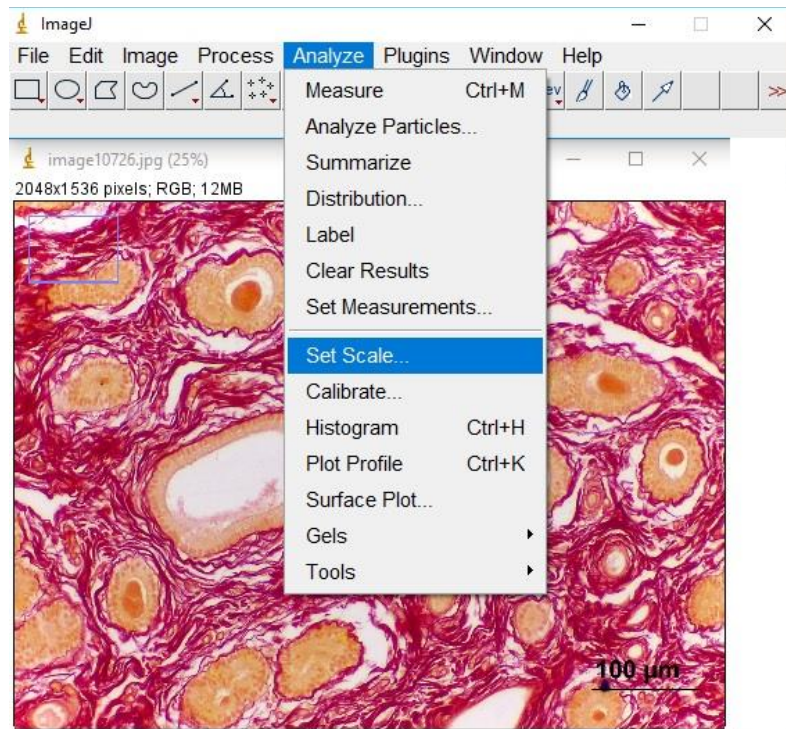 ImageJ
File Edit Image Process Analyze Plugins Window Help
Measure Ctrl+M
Analyze Particles...
image10726.jpg (25%)
Summarize
2048x1536 pixels; RGB; 12MB
Distribution...
Label
Clear Results
Set Measurements...
Set Scale...
Calibrate...
Histogram Ctrl+H
Plot Profile Ctrl+K
Surface Plot...
Gels
Tools
100 µm